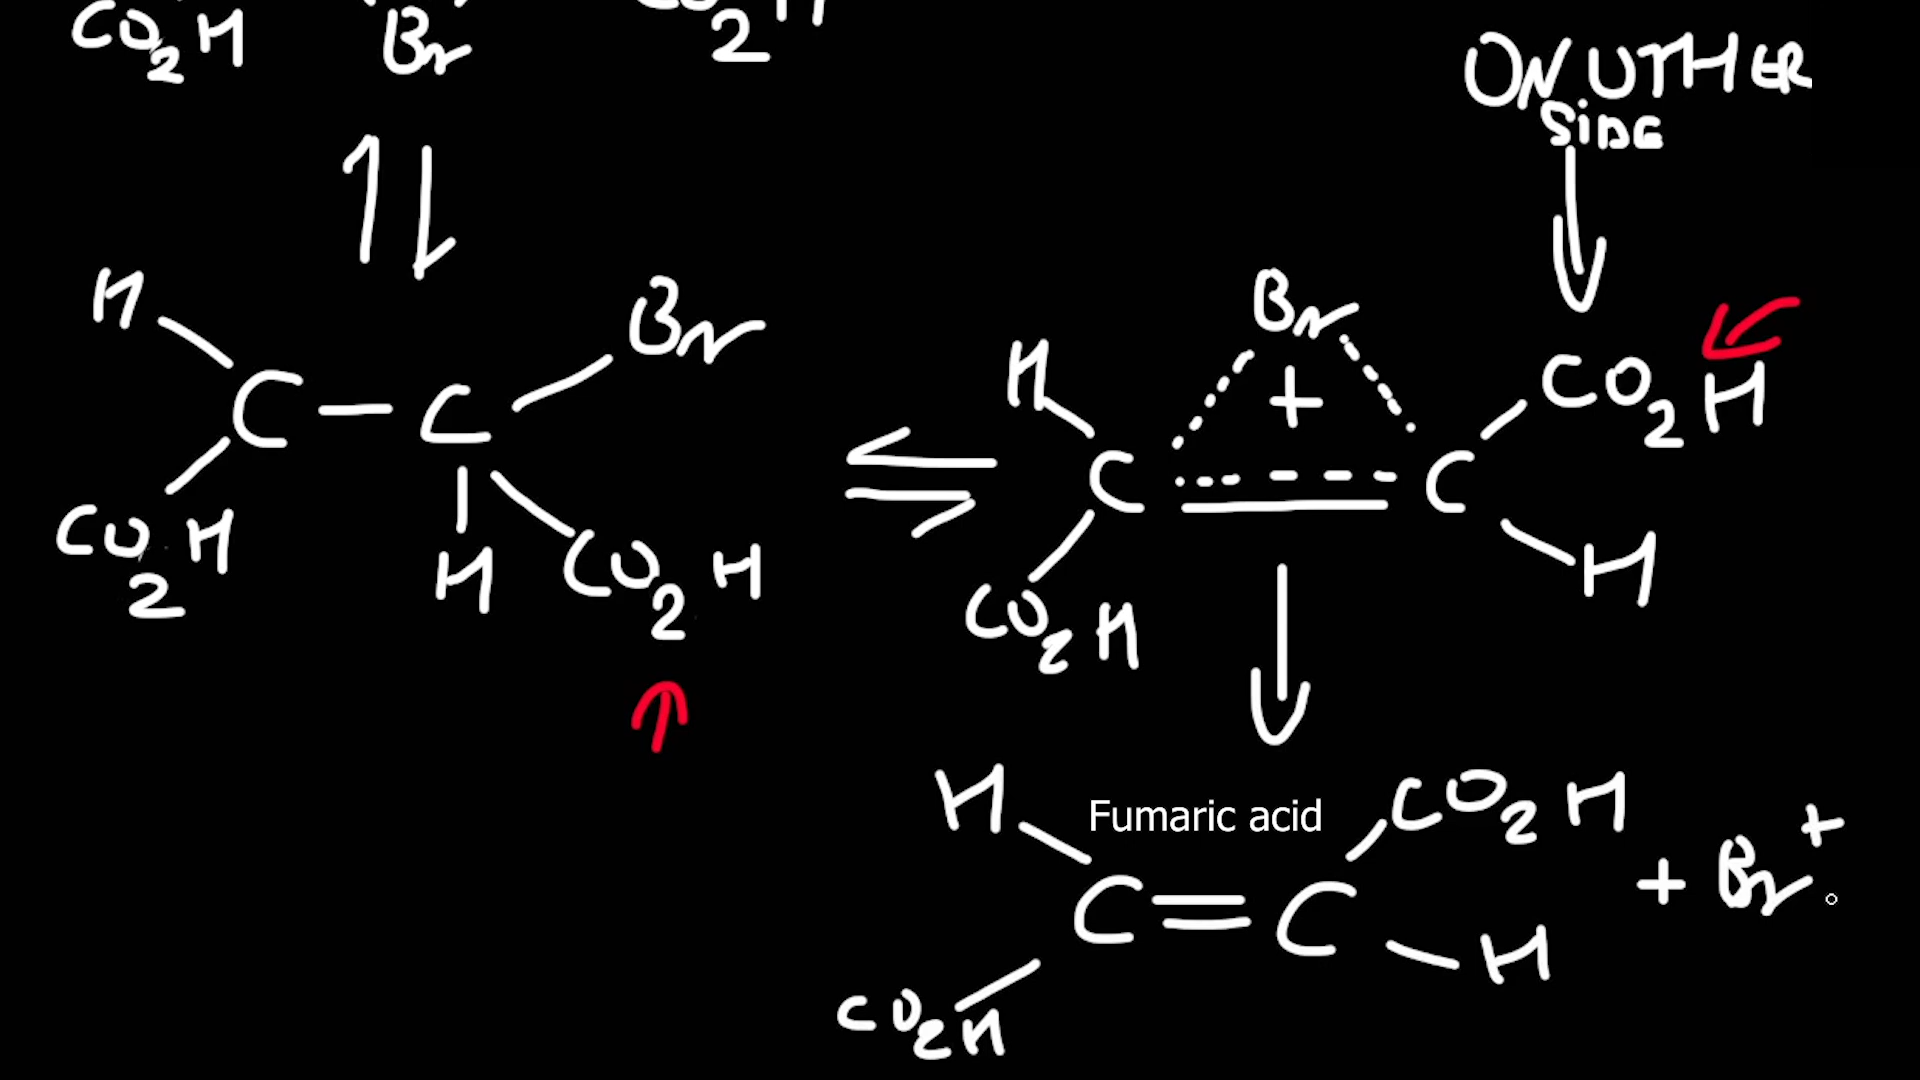 CO2H Br CO2H
ON UTHER
SiDE
H Br
C - C
CO2H H CO2H
Br
H + CO2H
C C
CO2H H
H Fumaric acid CO2H
C = C + Br+
CO2H H